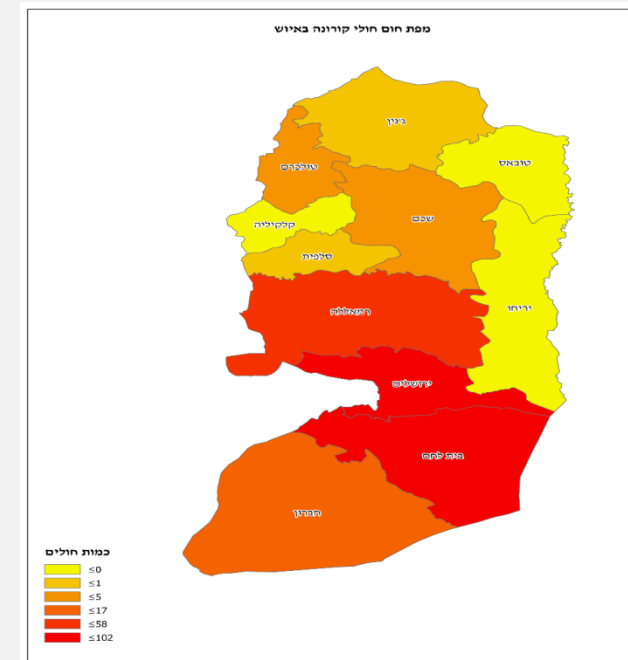 מפת חום חולי קורונה באיוש
ג'נין
טובאס
טולכרם
שכם
קלקיליה
סלפית
יריחו
רמאללה
ירושלים
בית לחם
חברון
כמות חולים
≤0
≤1
≤5
≤17
≤58
≤102